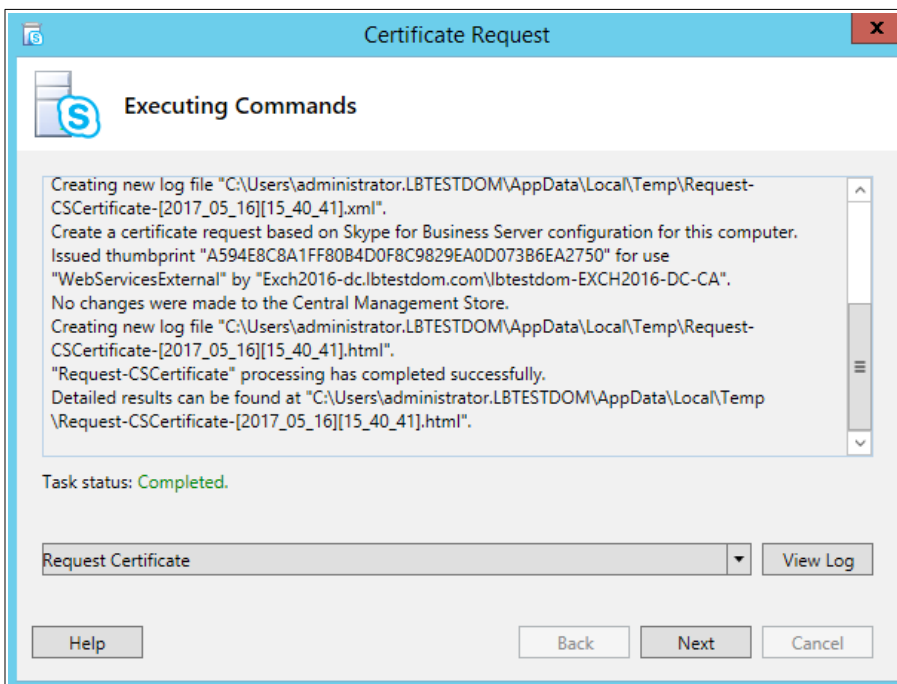 Certificate Request
x
S
Executing Commands
Creating new log file "C:\Users\administrator.LBTESTDOM\AppData\Local\Temp\Request-
CSCertificate-[2017_05_16][15_40_41].xml".
Create a certificate request based on Skype for Business Server configuration for this computer.
Issued thumbprint "A594E8C8A1FF80B4D0F8C9829EA0D073B6EA2750" for use
"WebServicesExternal" by "Exch2016-dc.lbtestdom.com\lbtestdom-EXCH2016-DC-CA".
No changes were made to the Central Management Store.
Creating new log file "C:\Users\administrator.LBTESTDOM\AppData\Local\Temp\Request-
CSCertificate-[2017_05_16][15_40_41].html".
"Request-CSCertificate" processing has completed successfully.
Detailed results can be found at "C:\Users\administrator.LBTESTDOM\AppData\Local\Temp
\Request-CSCertificate-[2017_05_16][15_40_41].html".
Task status: Completed.
Request Certificate
View Log
Help
Back
Next
Cancel